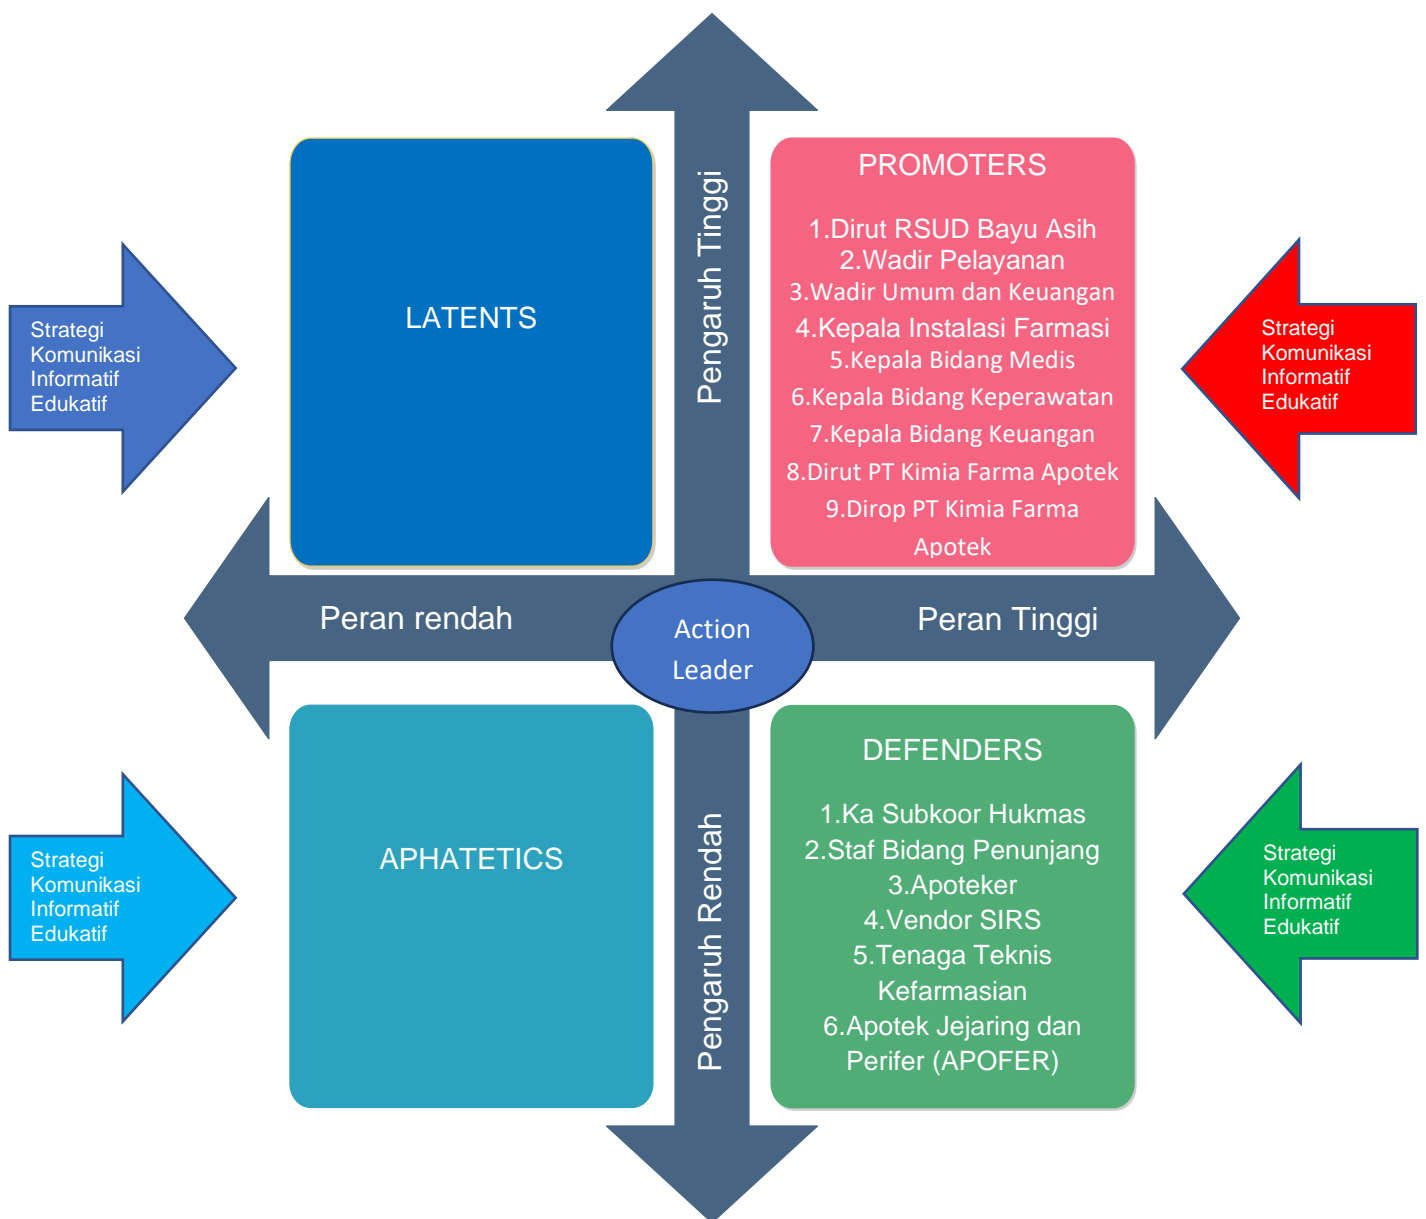 Pengaruh Tinggi
LATENTS
PROMOTERS
1.Dirut RSUD Bayu Asih
2.Wadir Pelayanan
3.Wadir Umum dan Keuangan
4.Kepala Instalasi Farmasi
5.Kepala Bidang Medis
6.Kepala Bidang Keperawatan
7.Kepala Bidang Keuangan
8.Dirut PT Kimia Farma Apotek
9.Dirop PT Kimia Farma
Apotek
Strategi
Komunikasi
Informatif
Edukatif
Strategi
Komunikasi
Informatif
Edukatif
Peran rendah
Action
Leader
Peran Tinggi
APHATETICS
DEFENDERS
1.Ka Subkoor Hukmas
2.Staf Bidang Penunjang
3.Apoteker
4.Vendor SIRS
5.Tenaga Teknis
Kefarmasian
6.Apotek Jejaring dan
Perifer (APOFER)
Pengaruh Rendah
Strategi
Komunikasi
Informatif
Edukatif
Strategi
Komunikasi
Informatif
Edukatif